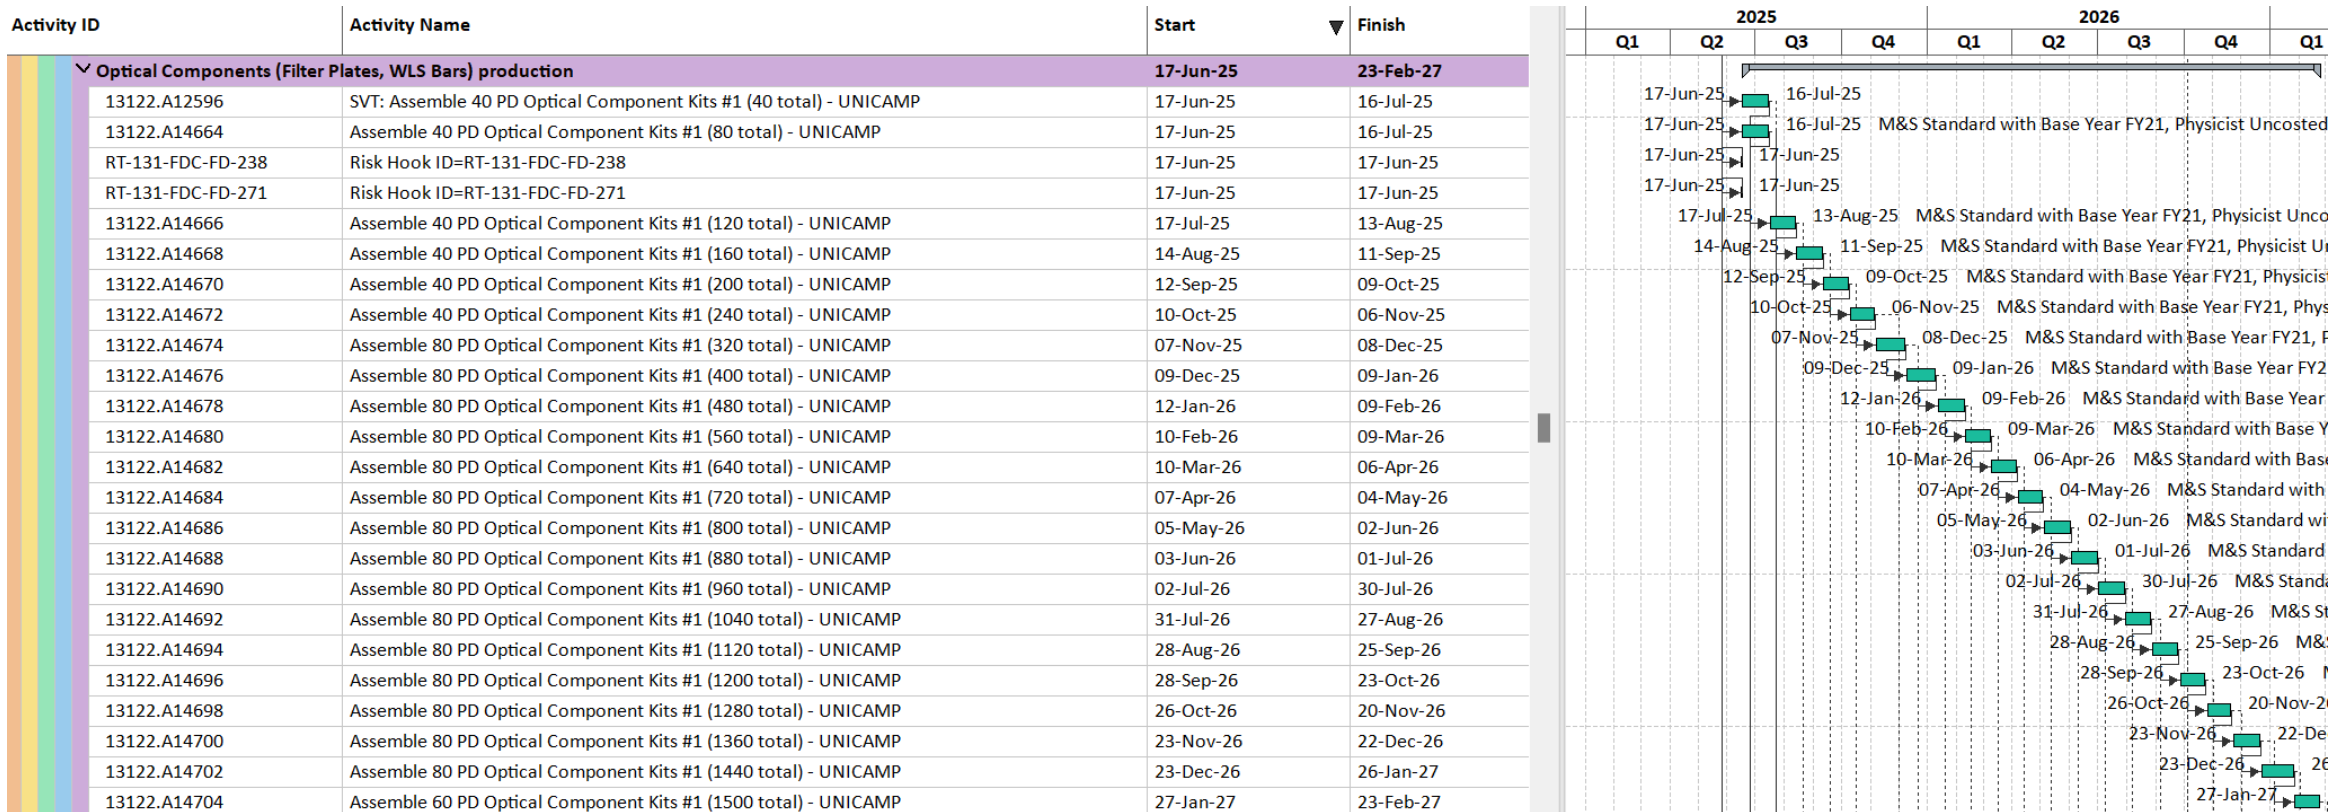 Activity ID Activity Name Start Finish 2025 2026
Q1 Q2 Q3 Q4 Q1 Q2 Q3 Q4 Q1
Optical Components (Filter Plates, WLS Bars) production 17-Jun-25 23-Feb-27
13122.A12596 SVT: Assemble 40 PD Optical Component Kits #1 (40 total) - UNICAMP 17-Jun-25 16-Jul-25 17-Jun-25 16-Jul-25
13122.A14664 Assemble 40 PD Optical Component Kits #1 (80 total) - UNICAMP 17-Jun-25 16-Jul-25 17-Jun-25 16-Jul-25 M&S Standard with Base Year FY21, Physicist Uncosted
RT-131-FDC-FD-238 Risk Hook ID=RT-131-FDC-FD-238 17-Jun-25 17-Jun-25 17-Jun-25 17-Jun-25
RT-131-FDC-FD-271 Risk Hook ID=RT-131-FDC-FD-271 17-Jun-25 17-Jun-25 17-Jun-25 17-Jun-25
13122.A14666 Assemble 40 PD Optical Component Kits #1 (120 total) - UNICAMP 17-Jul-25 13-Aug-25 17-Jul-25 13-Aug-25 M&S Standard with Base Year FY21, Physicist Unco
13122.A14668 Assemble 40 PD Optical Component Kits #1 (160 total) - UNICAMP 14-Aug-25 11-Sep-25 14-Aug-25 11-Sep-25 M&S Standard with Base Year FY21, Physicist
13122.A14670 Assemble 40 PD Optical Component Kits #1 (200 total) - UNICAMP 12-Sep-25 09-Oct-25 12-Sep-25 09-Oct-25 M&S Standard with Base Year FY21, Physicis
13122.A14672 Assemble 40 PD Optical Component Kits #1 (240 total) - UNICAMP 10-Oct-25 06-Nov-25 10-Oct-25 06-Nov-25 M&S Standard with Base Year FY21, Phys
13122.A14674 Assemble 80 PD Optical Component Kits #1 (320 total) - UNICAMP 07-Nov-25 08-Dec-25 07-Nov-25 08-Dec-25 M&S Standard with Base Year FY21,
13122.A14676 Assemble 80 PD Optical Component Kits #1 (400 total) - UNICAMP 09-Dec-25 09-Jan-26 09-Dec-25 09-Jan-26 M&S Standard with Base Year FY2
13122.A14678 Assemble 80 PD Optical Component Kits #1 (480 total) - UNICAMP 12-Jan-26 09-Feb-26 12-Jan-26 09-Feb-26 M&S Standard with Base Year
13122.A14680 Assemble 80 PD Optical Component Kits #1 (560 total) - UNICAMP 10-Feb-26 09-Mar-26 10-Feb-26 09-Mar-26 M&S Standard with Base Y
13122.A14682 Assemble 80 PD Optical Component Kits #1 (640 total) - UNICAMP 10-Mar-26 06-Apr-26 10-Mar-26 06-Apr-26 M&S Standard with Base
13122.A14684 Assemble 80 PD Optical Component Kits #1 (720 total) - UNICAMP 07-Apr-26 04-May-26 07-Apr-26 04-May-26 M&S Standard with
13122.A14686 Assemble 80 PD Optical Component Kits #1 (800 total) - UNICAMP 05-May-26 02-Jun-26 05-May-26 02-Jun-26 M&S Standard wi
13122.A14688 Assemble 80 PD Optical Component Kits #1 (880 total) - UNICAMP 03-Jun-26 01-Jul-26 03-Jun-26 01-Jul-26 M&S Standard
13122.A14690 Assemble 80 PD Optical Component Kits #1 (960 total) - UNICAMP 02-Jul-26 30-Jul-26 02-Jul-26 30-Jul-26 M&S Standa
13122.A14692 Assemble 80 PD Optical Component Kits #1 (1040 total) - UNICAMP 31-Jul-26 27-Aug-26 31-Jul-26 27-Aug-26 M&S St
13122.A14694 Assemble 80 PD Optical Component Kits #1 (1120 total) - UNICAMP 28-Aug-26 25-Sep-26 28-Aug-26 25-Sep-26 M&S
13122.A14696 Assemble 80 PD Optical Component Kits #1 (1200 total) - UNICAMP 28-Sep-26 23-Oct-26 28-Sep-26 23-Oct-26
13122.A14698 Assemble 80 PD Optical Component Kits #1 (1280 total) - UNICAMP 26-Oct-26 20-Nov-26 26-Oct-26 20-Nov-26
13122.A14700 Assemble 80 PD Optical Component Kits #1 (1360 total) - UNICAMP 23-Nov-26 22-Dec-26 23-Nov-26 22-De
13122.A14702 Assemble 80 PD Optical Component Kits #1 (1440 total) - UNICAMP 23-Dec-26 26-Jan-27 23-Dec-26 26
13122.A14704 Assemble 60 PD Optical Component Kits #1 (1500 total) - UNICAMP 27-Jan-27 23-Feb-27 27-Jan-27